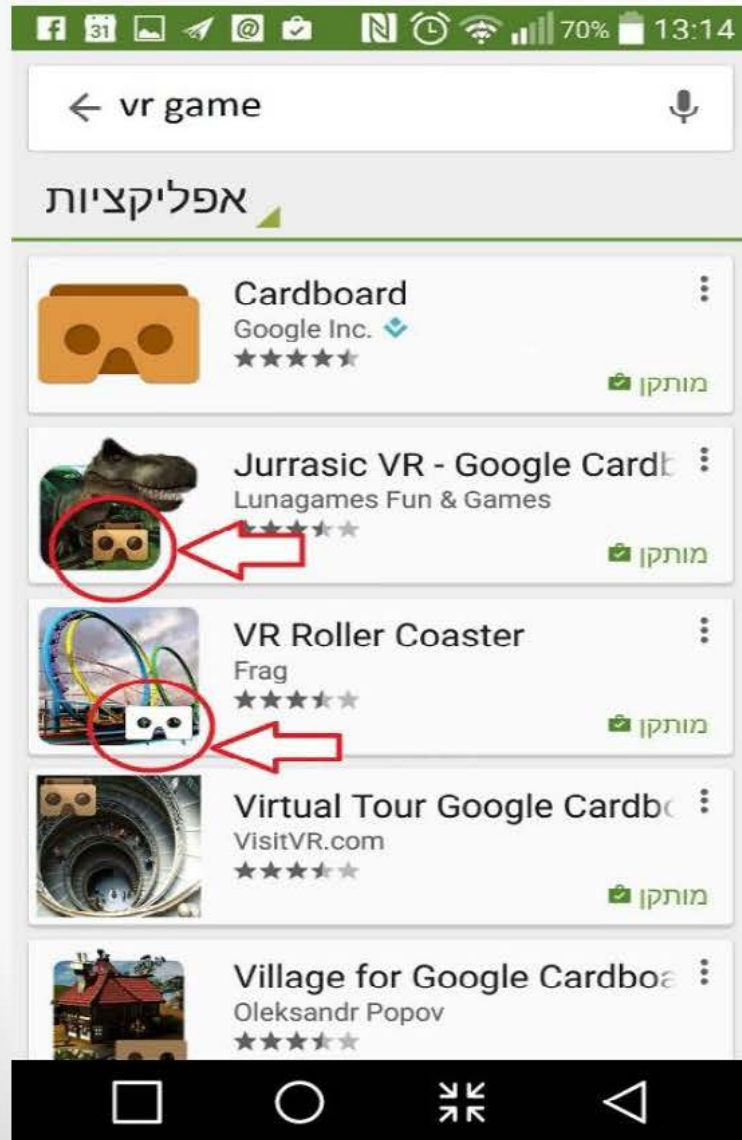 31 @ 70% 13:14
vr game
אפליקציות
Cardboard
Google Inc.
מותקן
Jurrasic VR - Google Cardb
Lunagames Fun & Games
מותקן
VR Roller Coaster
Frag
מותקן
Virtual Tour Google Cardbo
VisitVR.com
מותקן
Village for Google Cardboa
Oleksandr Popov